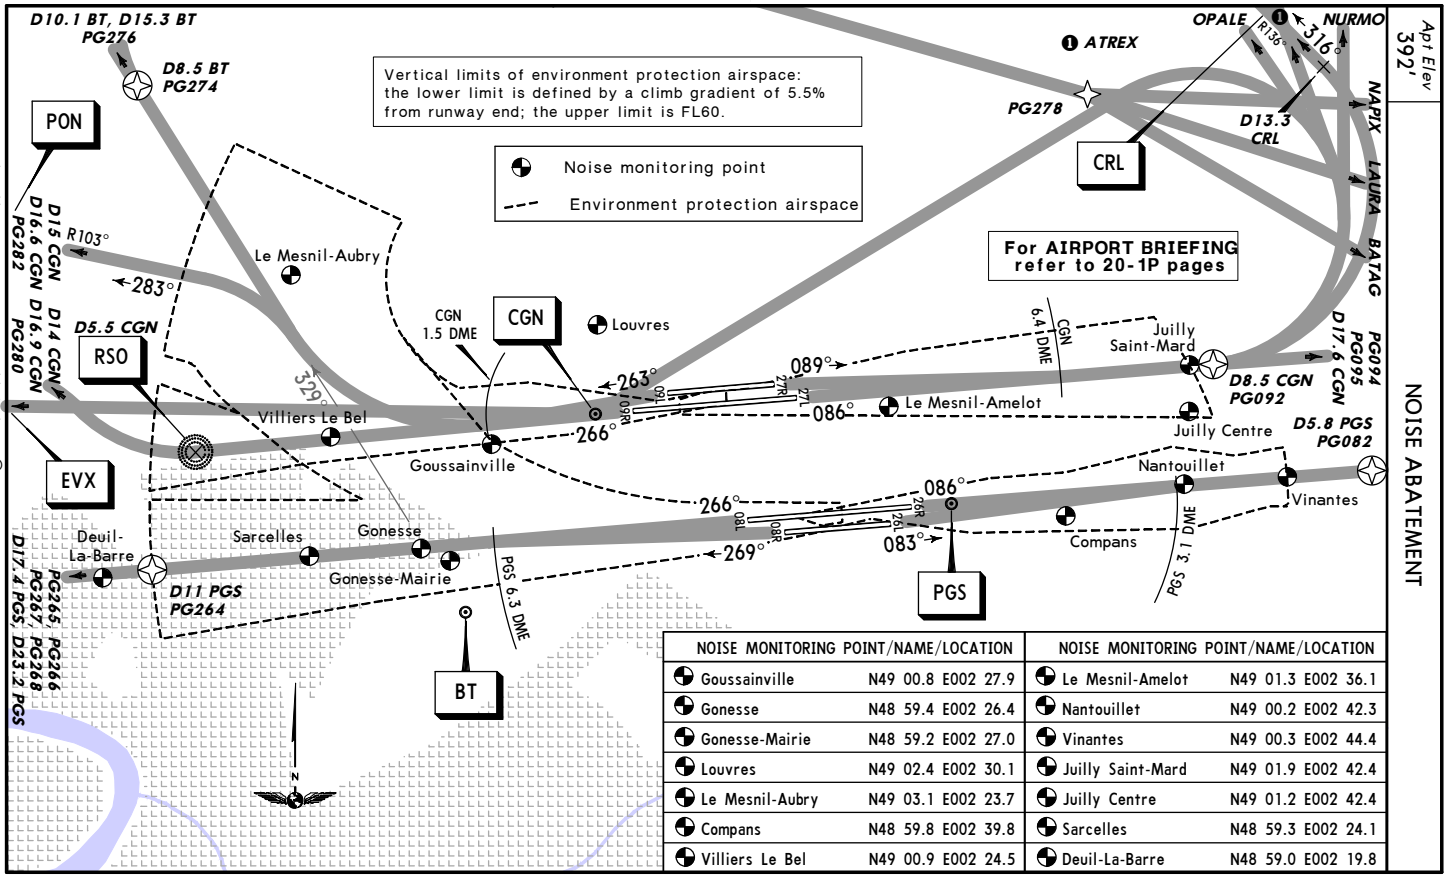 D10.1 BT, D15.3 BT
PG276
D8.5 BT
PG274
Vertical limits of environment protection airspace:
the lower limit is defined by a climb gradient of 5.5%
from runway end; the upper limit is FL60.
Noise monitoring point
Environment protection airspace
1 ATREX
OPALE
R136°
1
316°
NURMO
PG278
D13.3
CRL
CRL
NAPIX
LAURA
BATAG
Apt Elev
392'
NOISE ABATEMENT
For AIRPORT BRIEFING
refer to 20-1P pages
PON
D15 CGN
D16.6 CGN
PG282
R103°
283°
D14 CGN
D16.9 CGN
PG280
D5.5 CGN
RSO
EVX
Le Mesnil-Aubry
329°
Villiers Le Bel
CGN
1.5 DME
CGN
Louvres
263°
266°
Goussainville
09L
09R
27R
27L
089°
086°
Le Mesnil-Amelot
CGN
6.4 DME
Juilly
Saint-Mard
Juilly Centre
D8.5 CGN
PG092
PG094
PG095
D17.6 CGN
D5.8 PGS
PG082
Nantouillet
Vinantes
Compans
PGS 3.1 DME
266°
269°
08L
08R
26R
26L
086°
083°
PGS
Deuil-
La-Barre
Sarcelles
Gonesse
Gonesse-Mairie
D11 PGS
PG264
PG265, PG266
PG267, PG268
D17.4 PGS, D23.2 PGS
PGS 6.3 DME
BT
N
NOISE MONITORING POINT/NAME/LOCATION
Goussainville N49 00.8 E002 27.9
Gonesse N48 59.4 E002 26.4
Gonesse-Mairie N48 59.2 E002 27.0
Louvres N49 02.4 E002 30.1
Le Mesnil-Aubry N49 03.1 E002 23.7
Compans N48 59.8 E002 39.8
Villiers Le Bel N49 00.9 E002 24.5
NOISE MONITORING POINT/NAME/LOCATION
Le Mesnil-Amelot N49 01.3 E002 36.1
Nantouillet N49 00.2 E002 42.3
Vinantes N49 00.3 E002 44.4
Juilly Saint-Mard N49 01.9 E002 42.4
Juilly Centre N49 01.2 E002 42.4
Sarcelles N48 59.3 E002 24.1
Deuil-La-Barre N48 59.0 E002 19.8